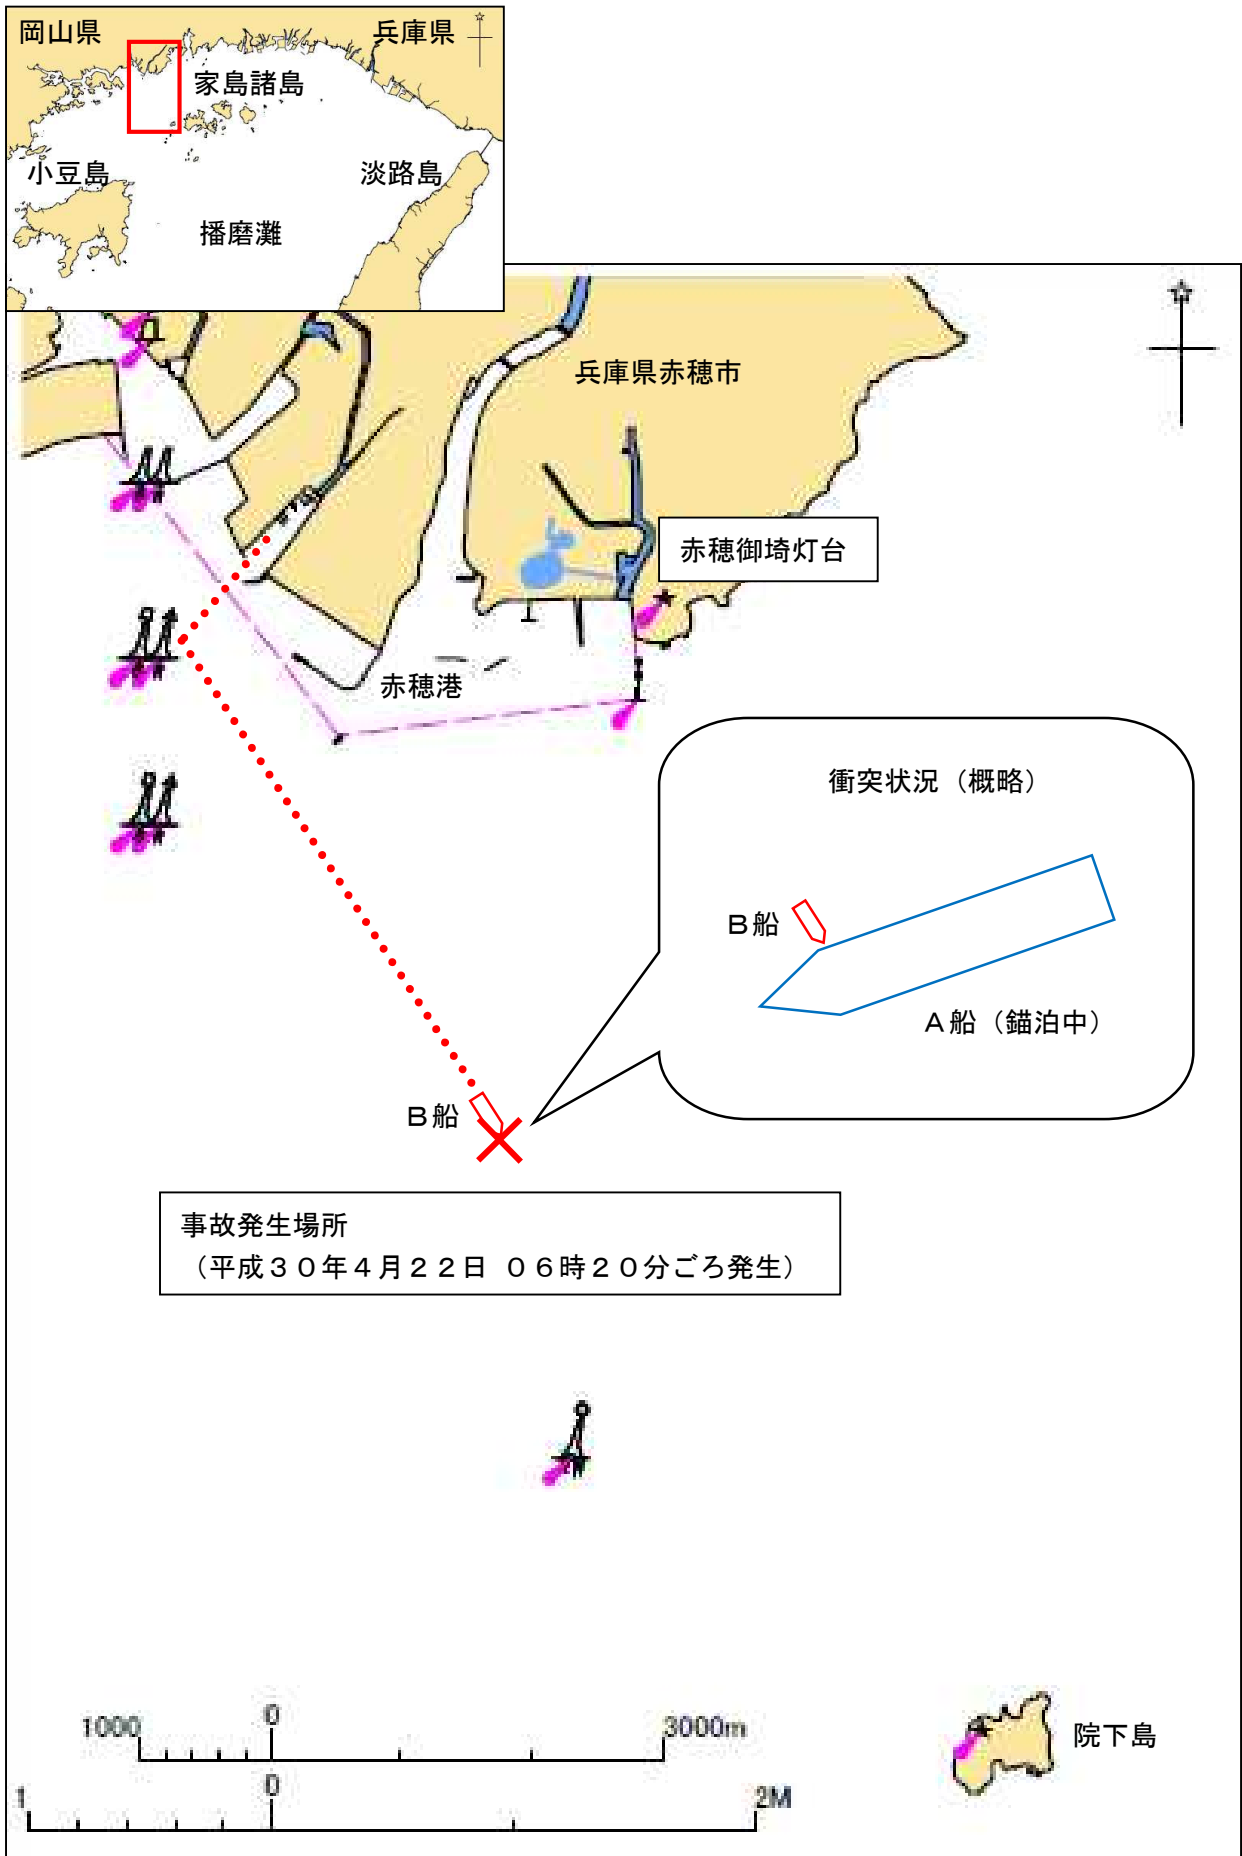 岡山県
兵庫県
家島諸島
小豆島
淡路島
播磨灘
兵庫県赤穂市
赤穂御埼灯台
赤穂港
衝突状況（概略）
Ｂ船
Ａ船（錨泊中）
Ｂ船
事故発生場所
（平成３０年４月２２日 ０６時２０分ごろ発生）
院下島
1000 0 3000m
1 0 2M